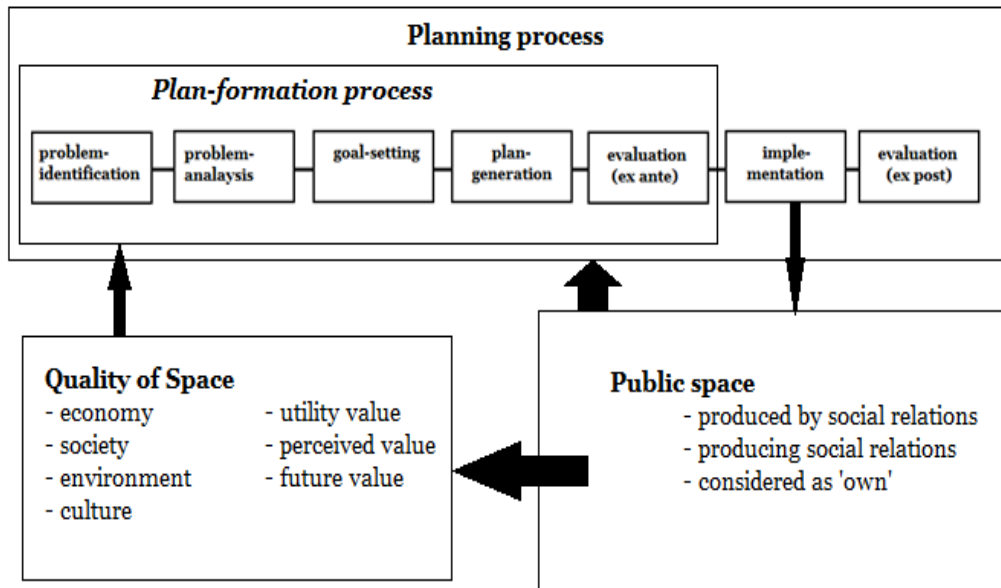 Planning process
Plan-formation process
problem-
identification
problem-
analaysis
goal-setting
plan-
generation
evaluation
(ex ante)
imple-
mentation
evaluation
(ex post)
Quality of Space
- economy
- society
- environment
- culture
- utility value
- perceived value
- future value
Public space
- produced by social relations
- producing social relations
- considered as 'own'